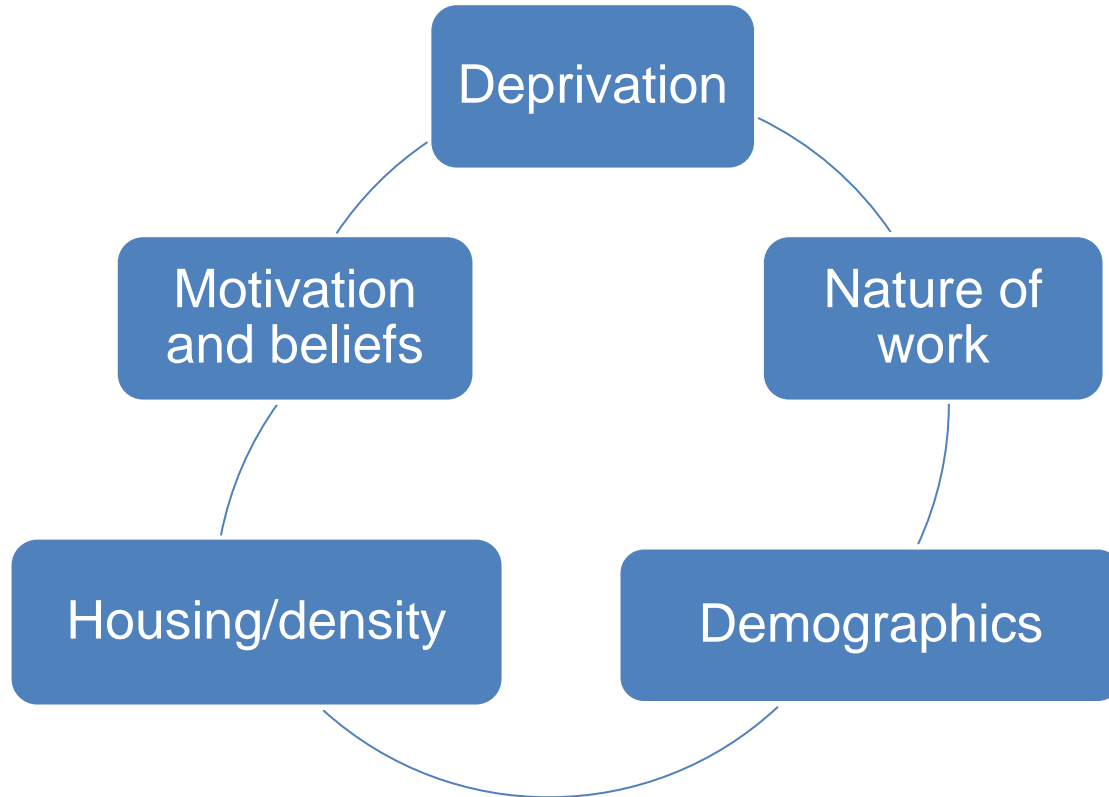 Deprivation
Motivation
and beliefs
Nature of
work
Housing/density
Demographics